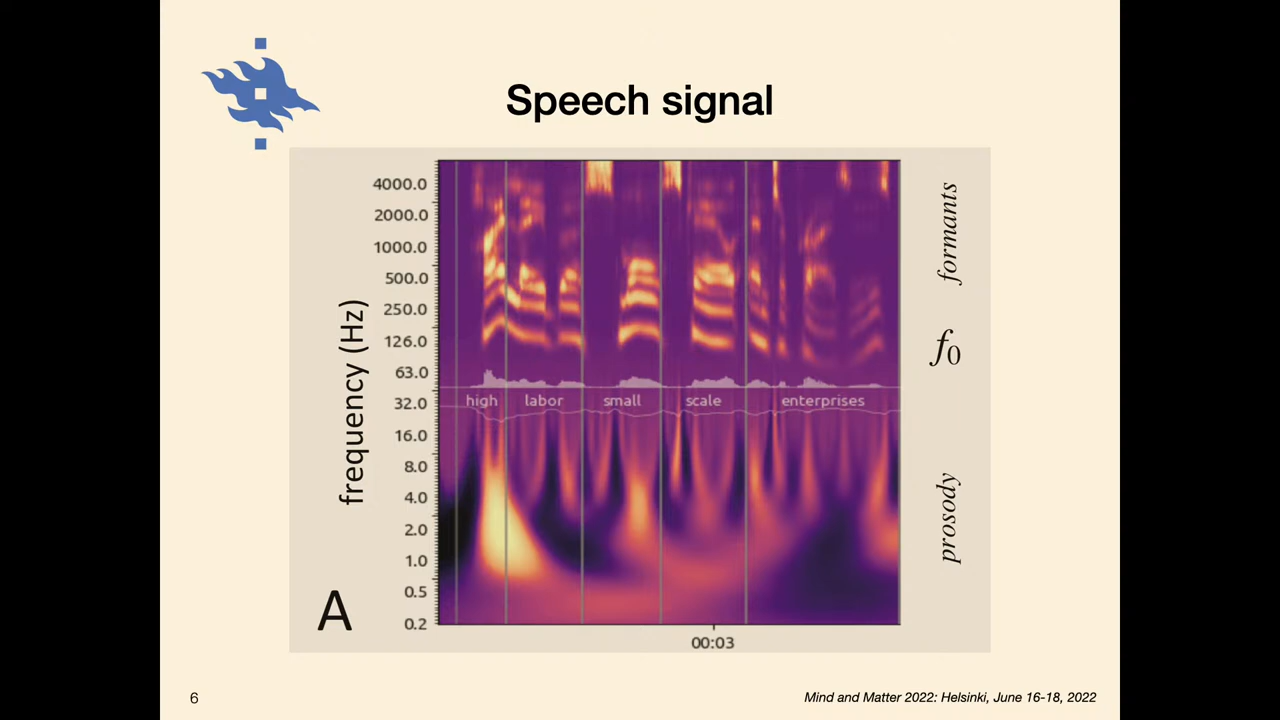 Speech signal
4000.0
2000.0
1000.0
500.0
250.0
126.0
63.0
32.0
16.0
8.0
4.0
2.0
1.0
0.5
0.2
frequency (Hz)
high labor small scale enterprises
formants
f0
prosody
A
00:03
6
Mind and Matter 2022: Helsinki, June 16-18, 2022